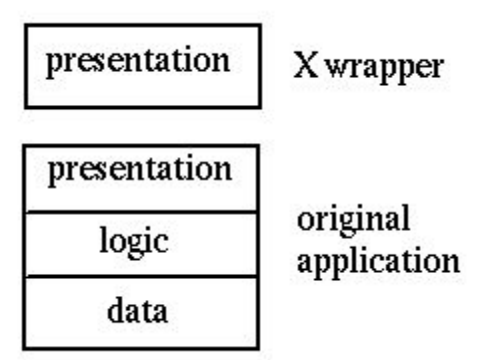 presentation
X wrapper
presentation
logic
original
application
data